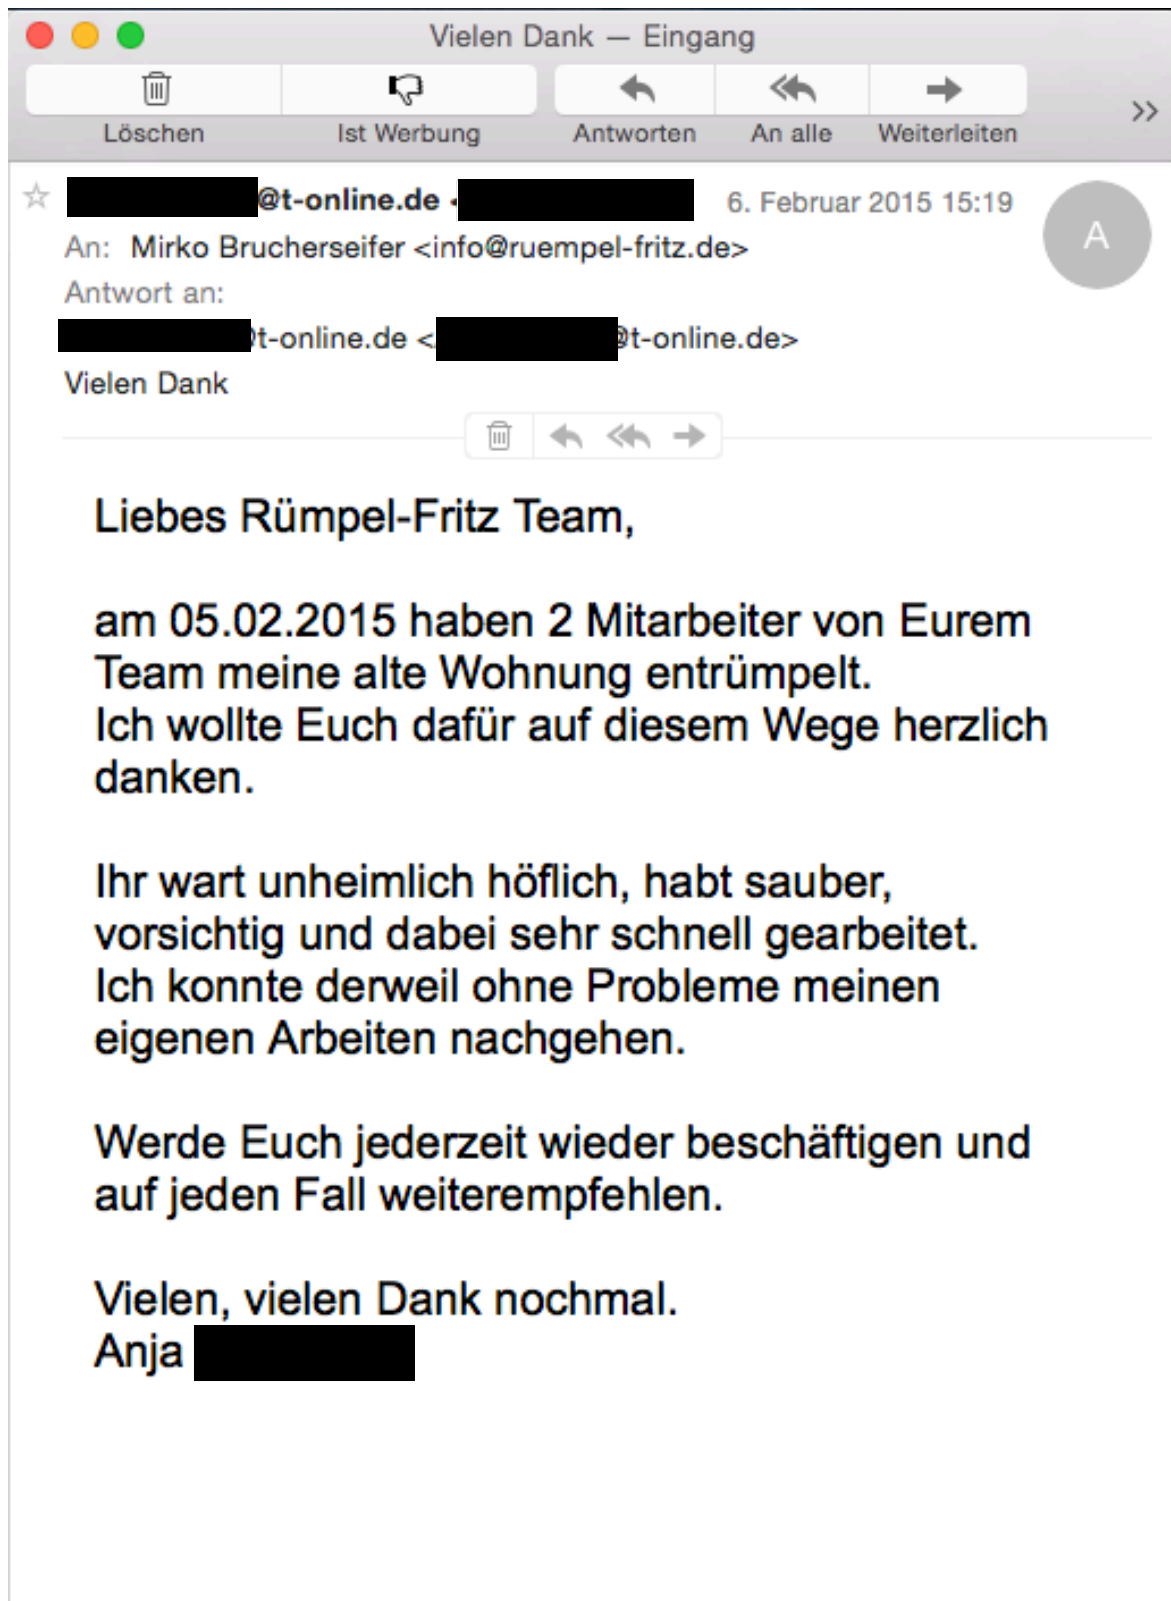 Vielen Dank — Eingang
Löschen Ist Werbung Antworten An alle Weiterleiten
@t-online.de 6. Februar 2015 15:19
A
An: Mirko Brucherseifer <info@ruempel-fritz.de>
Antwort an:
t-online.de < @t-online.de>
Vielen Dank
Liebes Rümpel-Fritz Team,
am 05.02.2015 haben 2 Mitarbeiter von Eurem
Team meine alte Wohnung entrümpelt.
Ich wollte Euch dafür auf diesem Wege herzlich
danken.
Ihr wart unheimlich höflich, habt sauber,
vorsichtig und dabei sehr schnell gearbeitet.
Ich konnte derweil ohne Probleme meinen
eigenen Arbeiten nachgehen.
Werde Euch jederzeit wieder beschäftigen und
auf jeden Fall weiterempfehlen.
Vielen, vielen Dank nochmal.
Anja